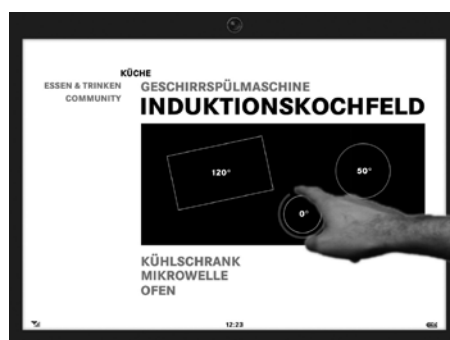 KÜCHE
ESSEN & TRINKEN
COMMUNITY
GESCHIRRSPÜLMASCHINE
INDUKTIONSKOCHFELD
120°
50°
0°
KÜHLSCHRANK
MIKROWELLE
OFEN
12:23